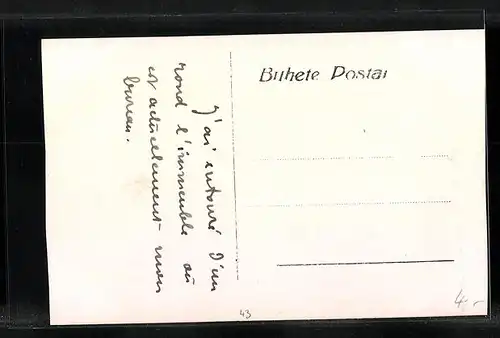 Bilhete Postal
J'ai entouré d'un
rond l'immeuble où
est actuellement mon
bureau.
43
4.-